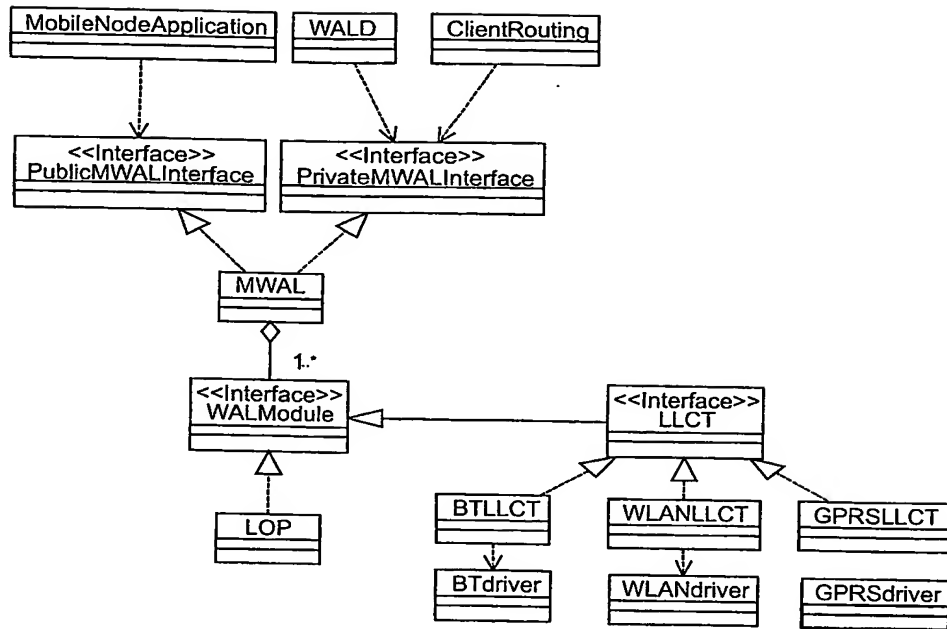 MobileNodeApplication
WALD
ClientRouting
<<Interface>>
PublicMWALInterface
<<Interface>>
PrivateMWALInterface
MWAL
1..*
<<Interface>>
WALModule
<<Interface>>
LLCT
LOP
BTLLCT
WLANLLCT
GPRSLLCT
BTdriver
WLANdriver
GPRSdriver